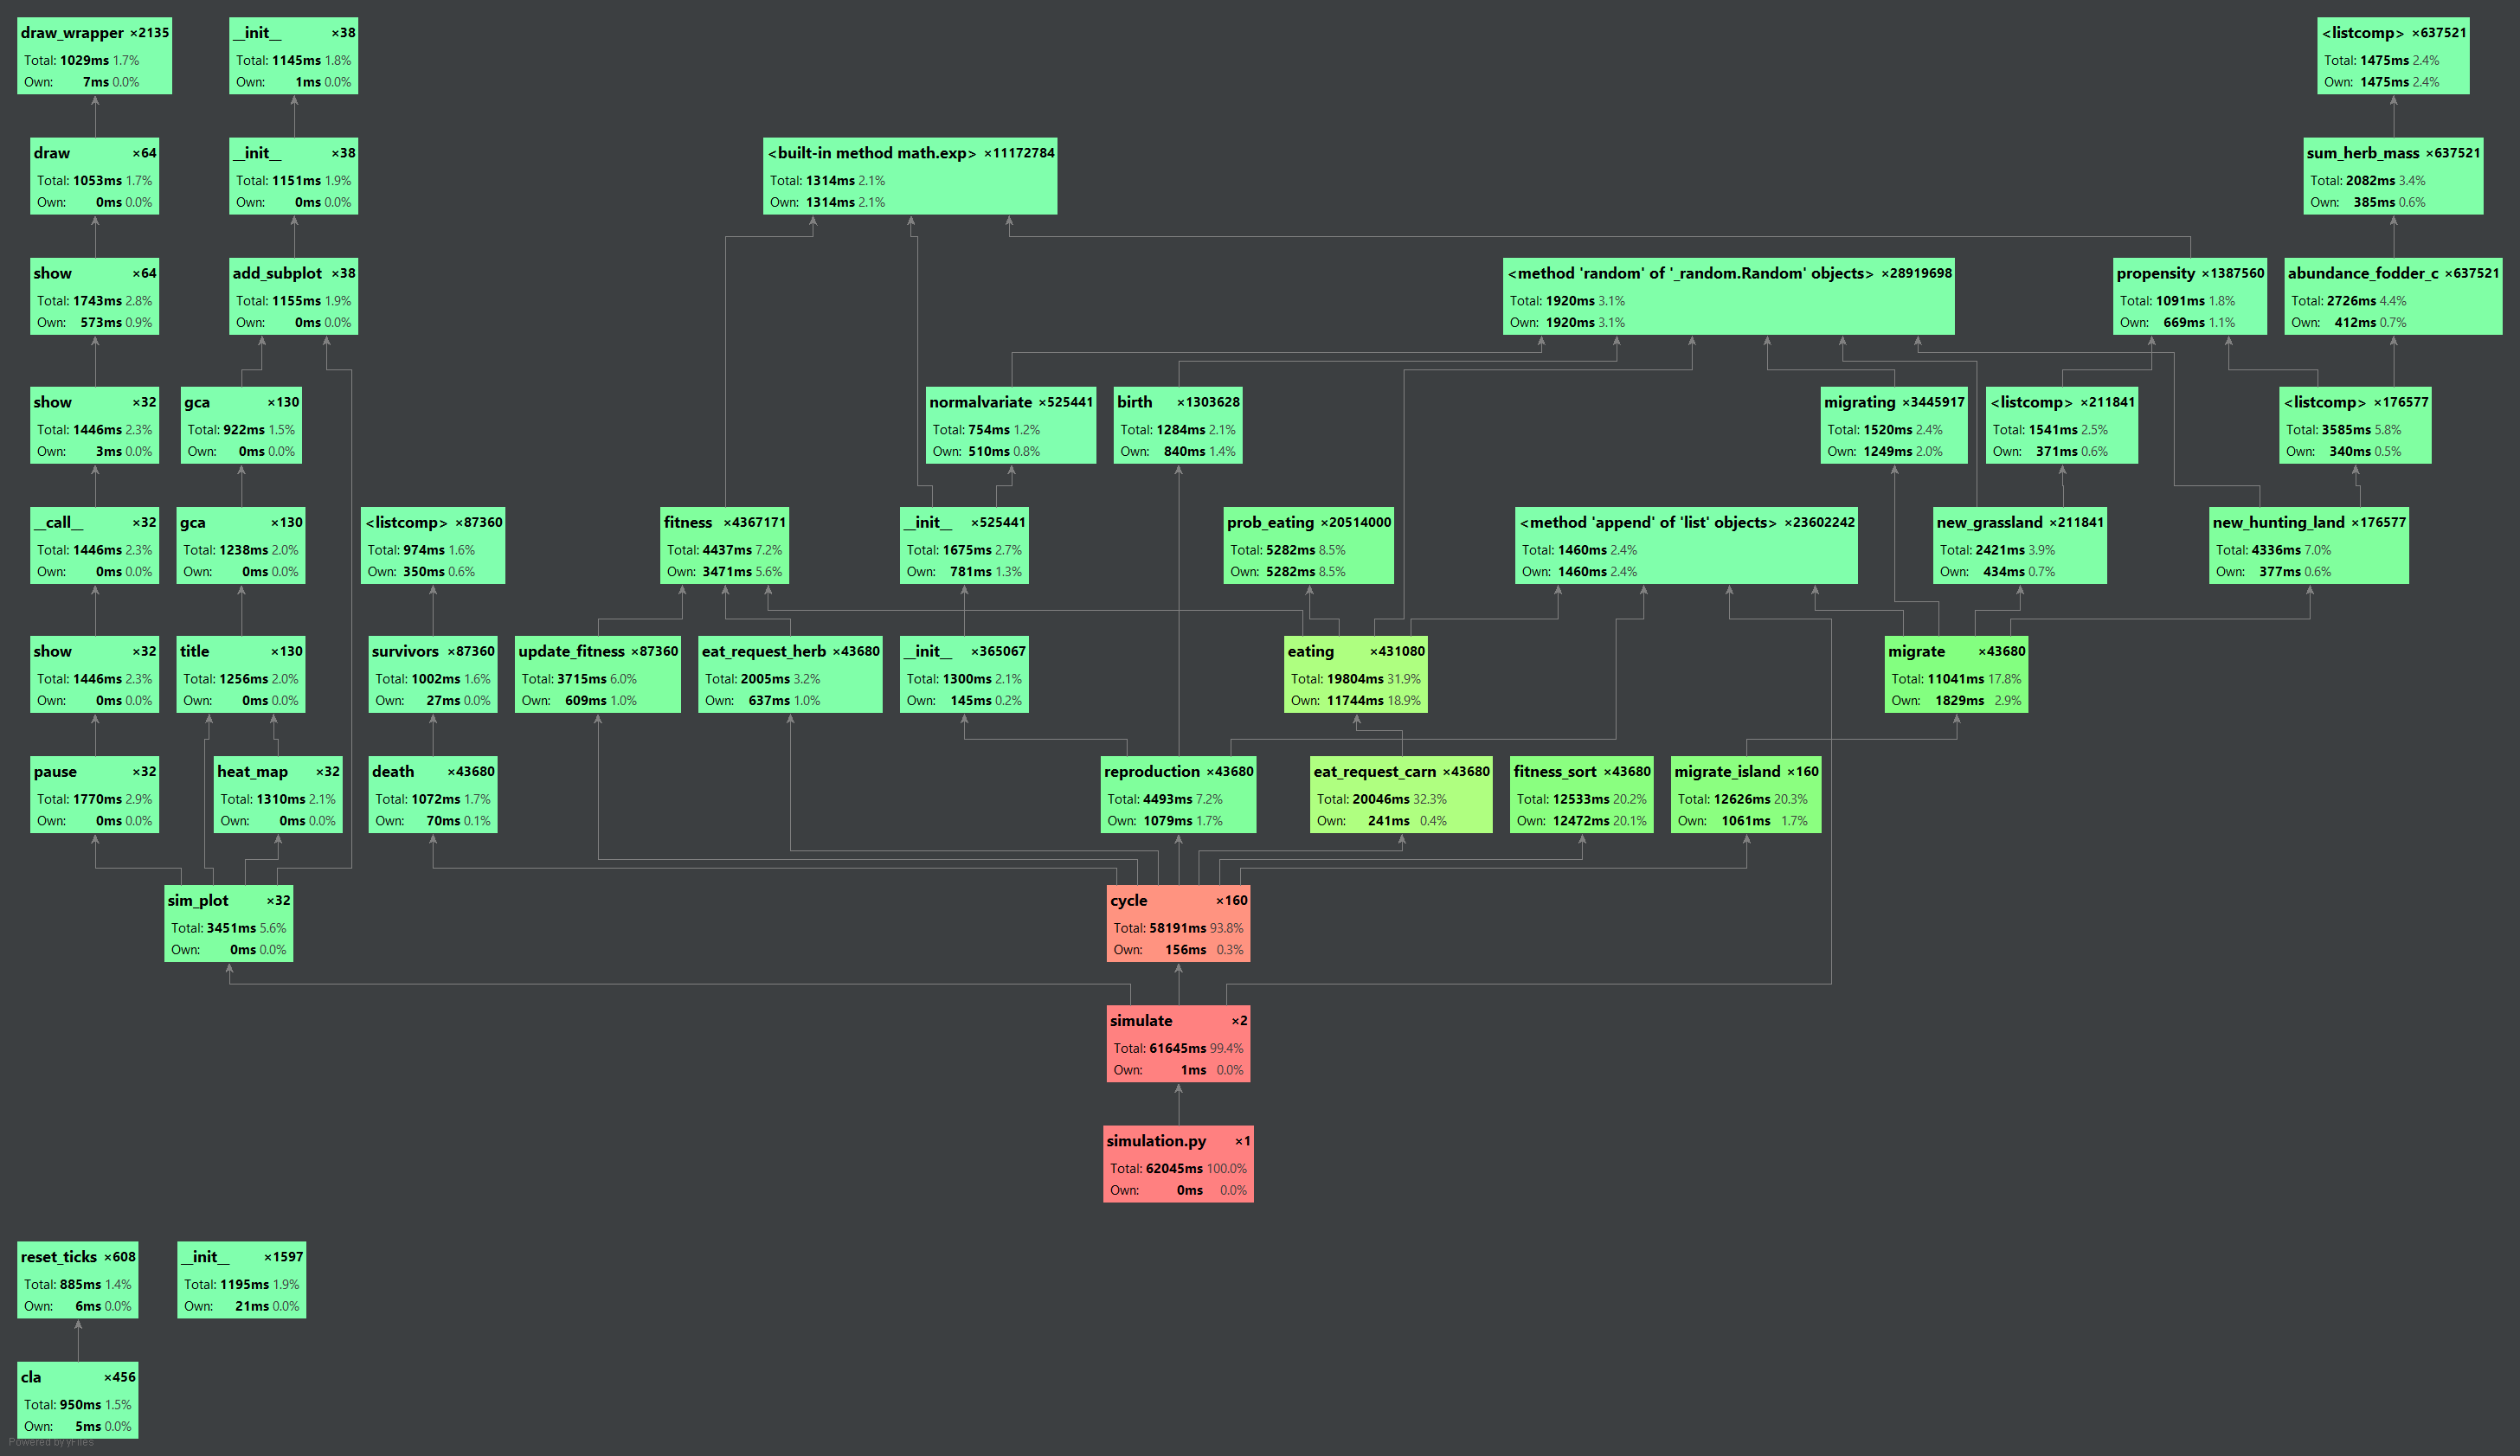 draw_wrapper ×2135
Total: 1029ms 1.7%
Own: 7ms 0.0%
__init__ ×38
Total: 1145ms 1.8%
Own: 1ms 0.0%
<listcomp> ×637521
Total: 1475ms 2.4%
Own: 1475ms 2.4%
draw ×64
Total: 1053ms 1.7%
Own: 0ms 0.0%
__init__ ×38
Total: 1151ms 1.9%
Own: 0ms 0.0%
<built-in method math.exp> ×11172784
Total: 1314ms 2.1%
Own: 1314ms 2.1%
sum_herb_mass ×637521
Total: 2082ms 3.4%
Own: 385ms 0.6%
show ×64
Total: 1743ms 2.8%
Own: 573ms 0.9%
add_subplot ×38
Total: 1155ms 1.9%
Own: 0ms 0.0%
<method 'random' of '_random.Random' objects> ×28919698
Total: 1920ms 3.1%
Own: 1920ms 3.1%
propensity ×1387560
Total: 1091ms 1.8%
Own: 669ms 1.1%
abundance_fodder_c ×637521
Total: 2726ms 4.4%
Own: 412ms 0.7%
show ×32
Total: 1446ms 2.3%
Own: 3ms 0.0%
gca ×130
Total: 922ms 1.5%
Own: 0ms 0.0%
normalvariate ×525441
Total: 754ms 1.2%
Own: 510ms 0.8%
birth ×1303628
Total: 1284ms 2.1%
Own: 840ms 1.4%
migrating ×3445917
Total: 1520ms 2.4%
Own: 1249ms 2.0%
<listcomp> ×211841
Total: 1541ms 2.5%
Own: 371ms 0.6%
<listcomp> ×176577
Total: 3585ms 5.8%
Own: 340ms 0.5%
__call__ ×32
Total: 1446ms 2.3%
Own: 0ms 0.0%
gca ×130
Total: 1238ms 2.0%
Own: 0ms 0.0%
<listcomp> ×87360
Total: 974ms 1.6%
Own: 350ms 0.6%
fitness ×4367171
Total: 4437ms 7.2%
Own: 3471ms 5.6%
__init__ ×525441
Total: 1675ms 2.7%
Own: 781ms 1.3%
prob_eating ×20514000
Total: 5282ms 8.5%
Own: 5282ms 8.5%
<method 'append' of 'list' objects> ×23602242
Total: 1460ms 2.4%
Own: 1460ms 2.4%
new_grassland ×211841
Total: 2421ms 3.9%
Own: 434ms 0.7%
new_hunting_land ×176577
Total: 4336ms 7.0%
Own: 377ms 0.6%
show ×32
Total: 1446ms 2.3%
Own: 0ms 0.0%
title ×130
Total: 1256ms 2.0%
Own: 0ms 0.0%
survivors ×87360
Total: 1002ms 1.6%
Own: 27ms 0.0%
update_fitness ×87360
Total: 3715ms 6.0%
Own: 609ms 1.0%
eat_request_herb ×43680
Total: 2005ms 3.2%
Own: 637ms 1.0%
__init__ ×365067
Total: 1300ms 2.1%
Own: 145ms 0.2%
eating ×431080
Total: 19804ms 31.9%
Own: 11744ms 18.9%
migrate ×43680
Total: 11041ms 17.8%
Own: 1829ms 2.9%
pause ×32
Total: 1770ms 2.9%
Own: 0ms 0.0%
heat_map ×32
Total: 1310ms 2.1%
Own: 0ms 0.0%
death ×43680
Total: 1072ms 1.7%
Own: 70ms 0.1%
reproduction ×43680
Total: 4493ms 7.2%
Own: 1079ms 1.7%
eat_request_carn ×43680
Total: 20046ms 32.3%
Own: 241ms 0.4%
fitness_sort ×43680
Total: 12533ms 20.2%
Own: 12472ms 20.1%
migrate_island ×160
Total: 12626ms 20.3%
Own: 1061ms 1.7%
sim_plot ×32
Total: 3451ms 5.6%
Own: 0ms 0.0%
cycle ×160
Total: 58191ms 93.8%
Own: 156ms 0.3%
simulate ×2
Total: 61645ms 99.4%
Own: 1ms 0.0%
simulation.py ×1
Total: 62045ms 100.0%
Own: 0ms 0.0%
reset_ticks ×608
Total: 885ms 1.4%
Own: 6ms 0.0%
__init__ ×1597
Total: 1195ms 1.9%
Own: 21ms 0.0%
cla ×456
Total: 950ms 1.5%
Own: 5ms 0.0%
Powered by yFiles